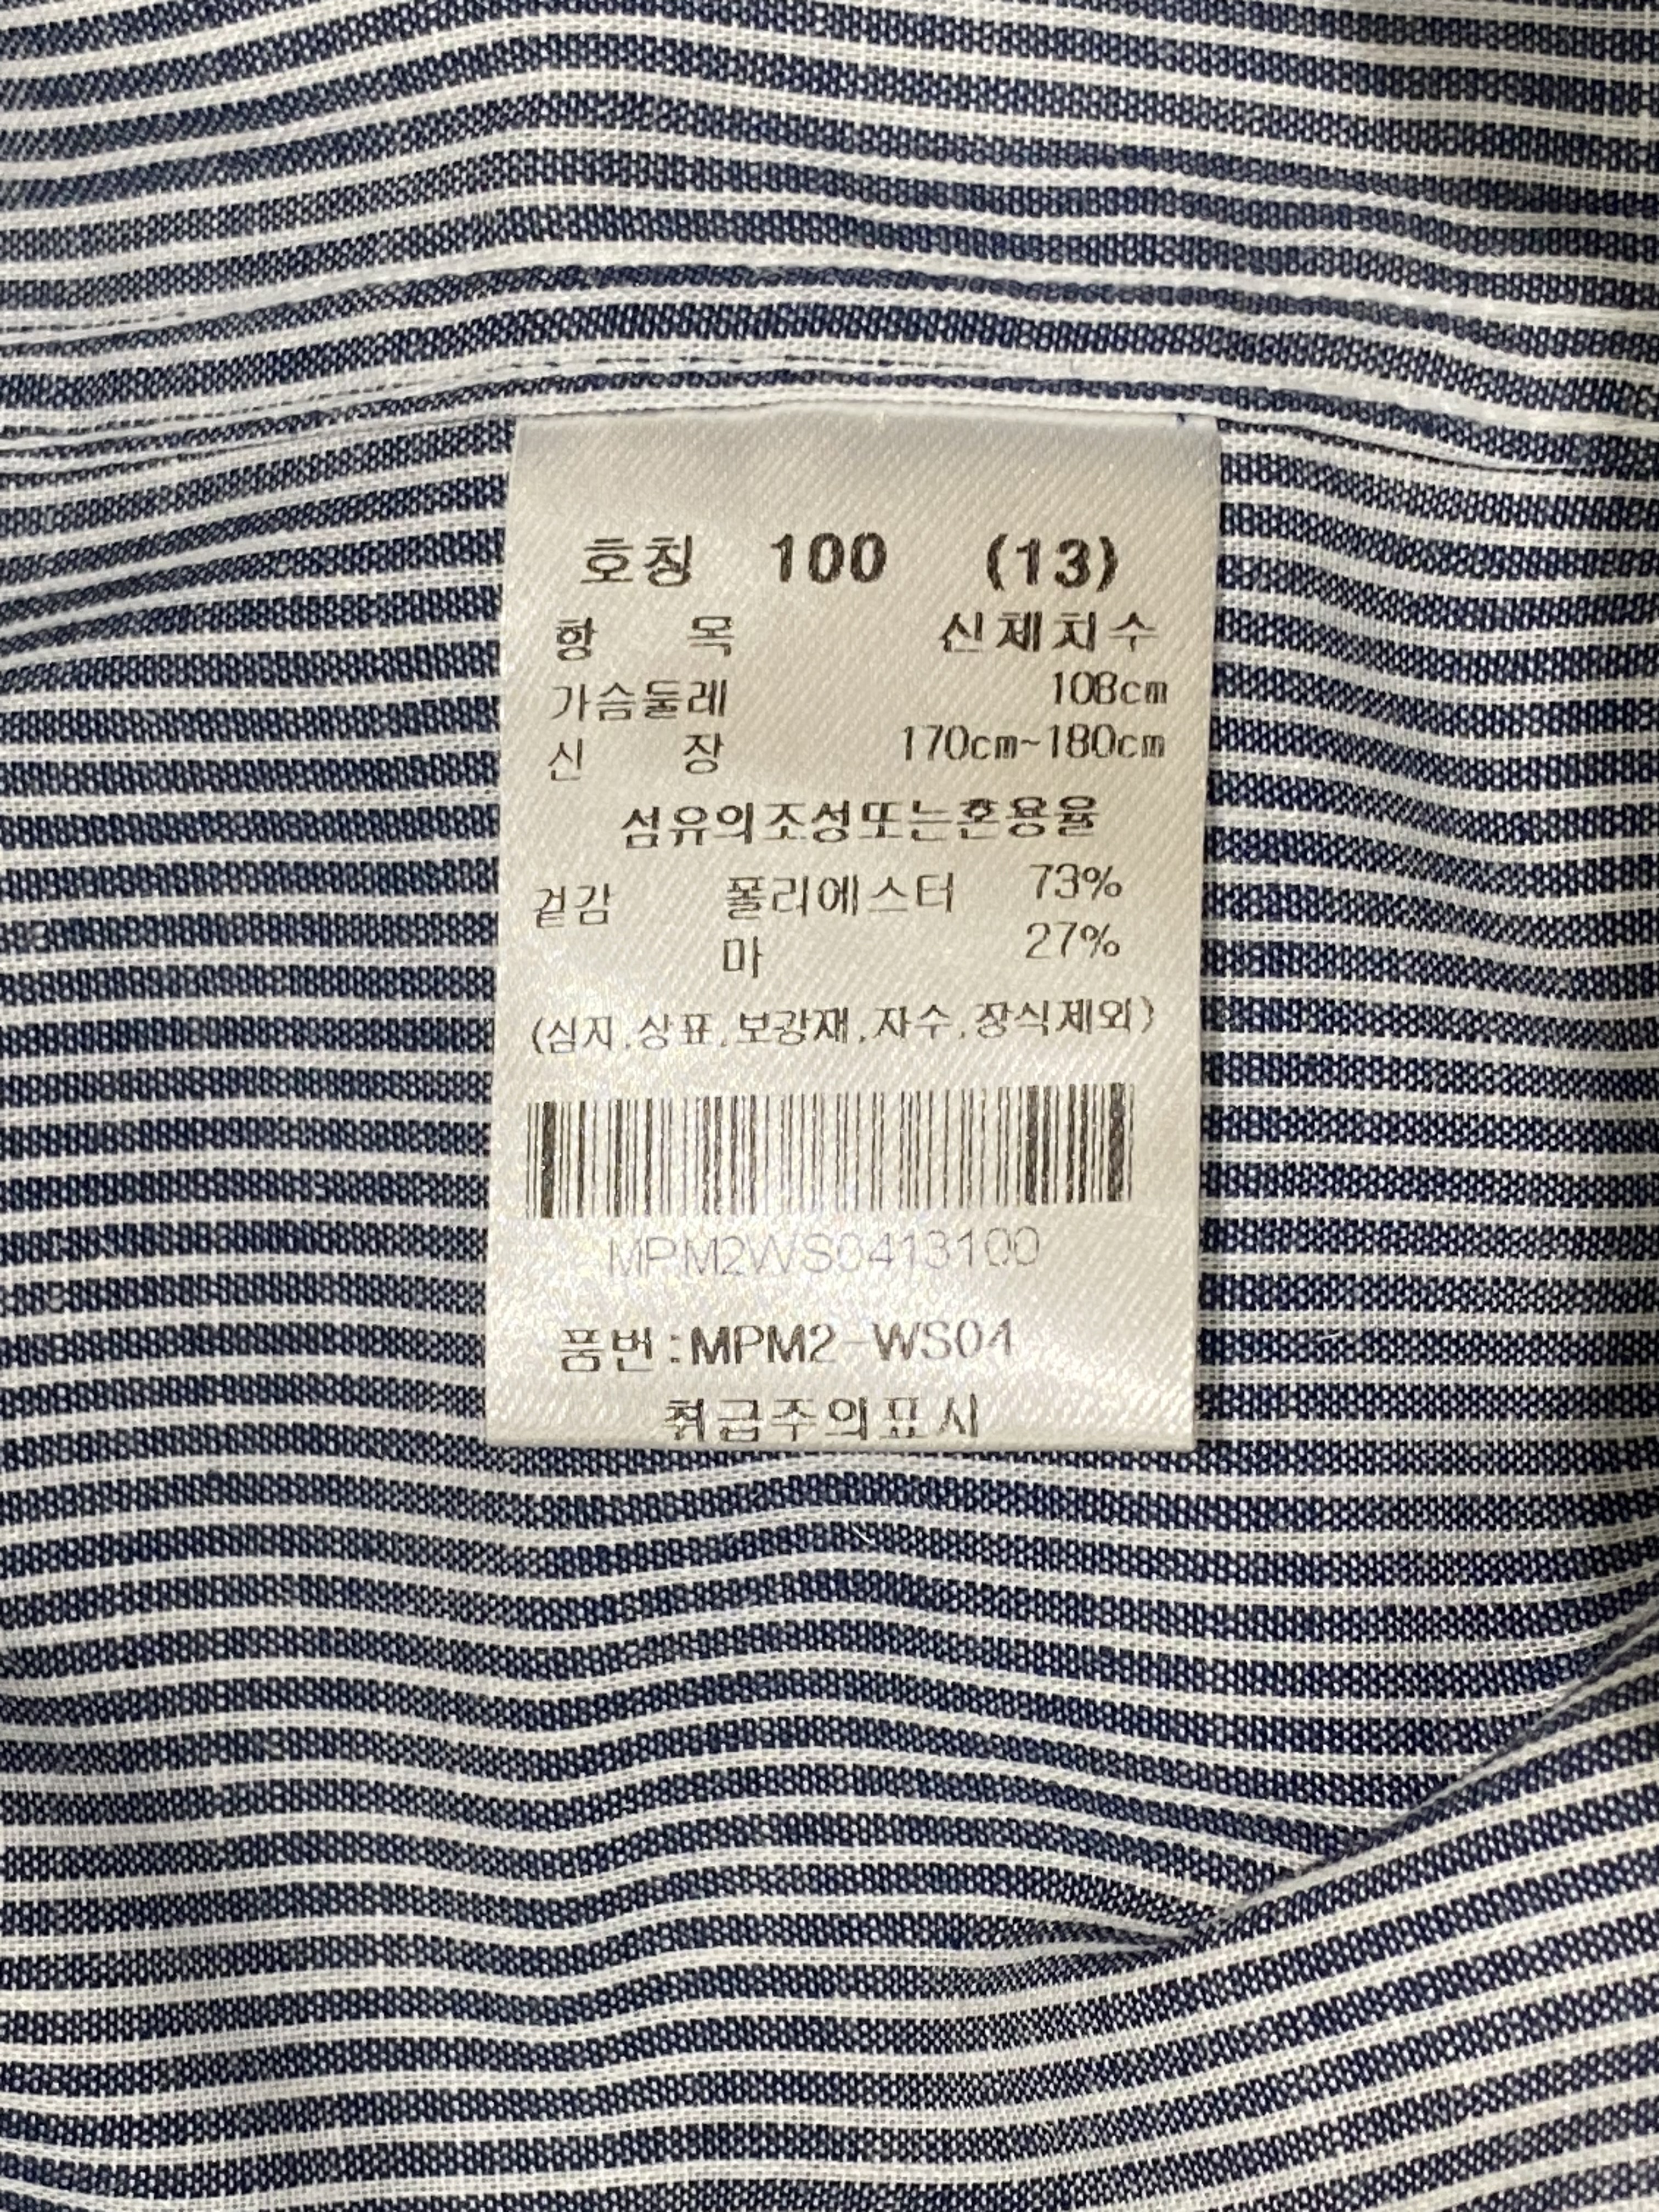 호칭 100 (13)
항 목 신체치수
가슴둘레 108cm
신 장 170cm~180cm
섬유의조성또는혼용율
겉감 폴리에스터 73%
마 27%
(심지,상표,보강재,자수,장식제외)
MPM2WS0413100
품번:MPM2-WS04
취급주의표시